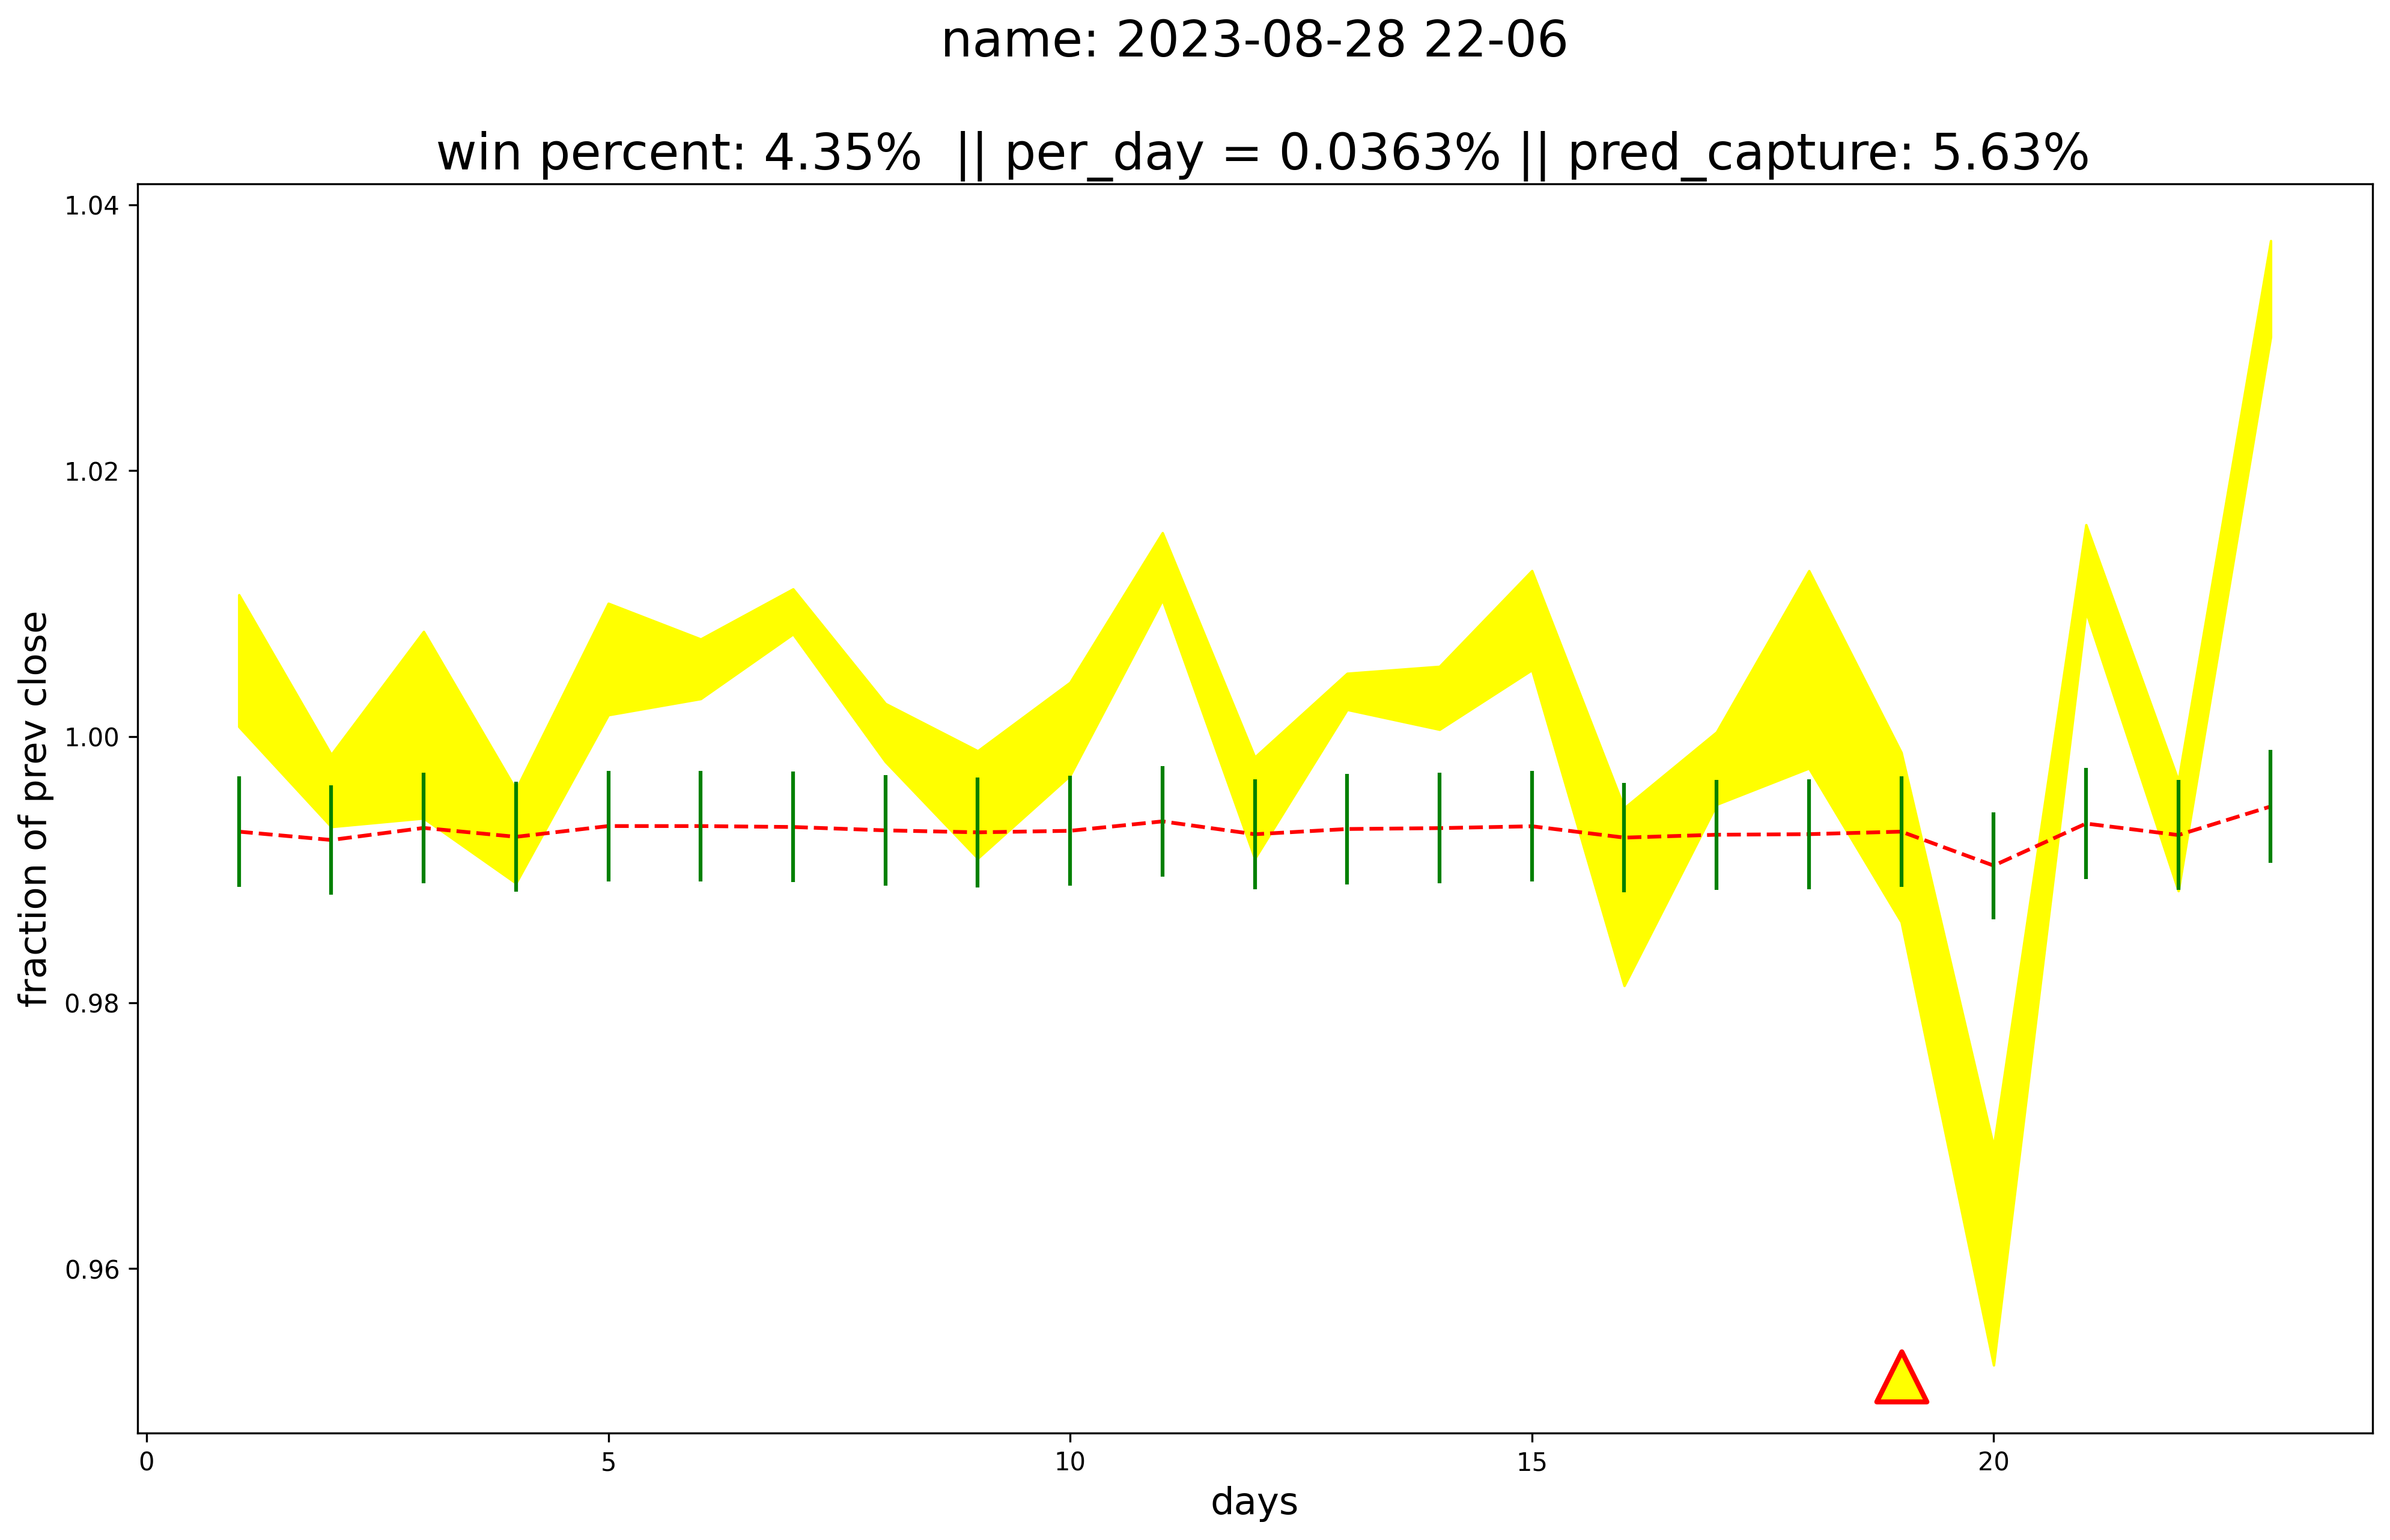 name: 2023-08-28 22-06
win percent: 4.35%  || per_day = 0.0363% || pred_capture: 5.63%
1.04
1.02
1.00
0.98
0.96
fraction of prev close
0 5 10 15 20
days